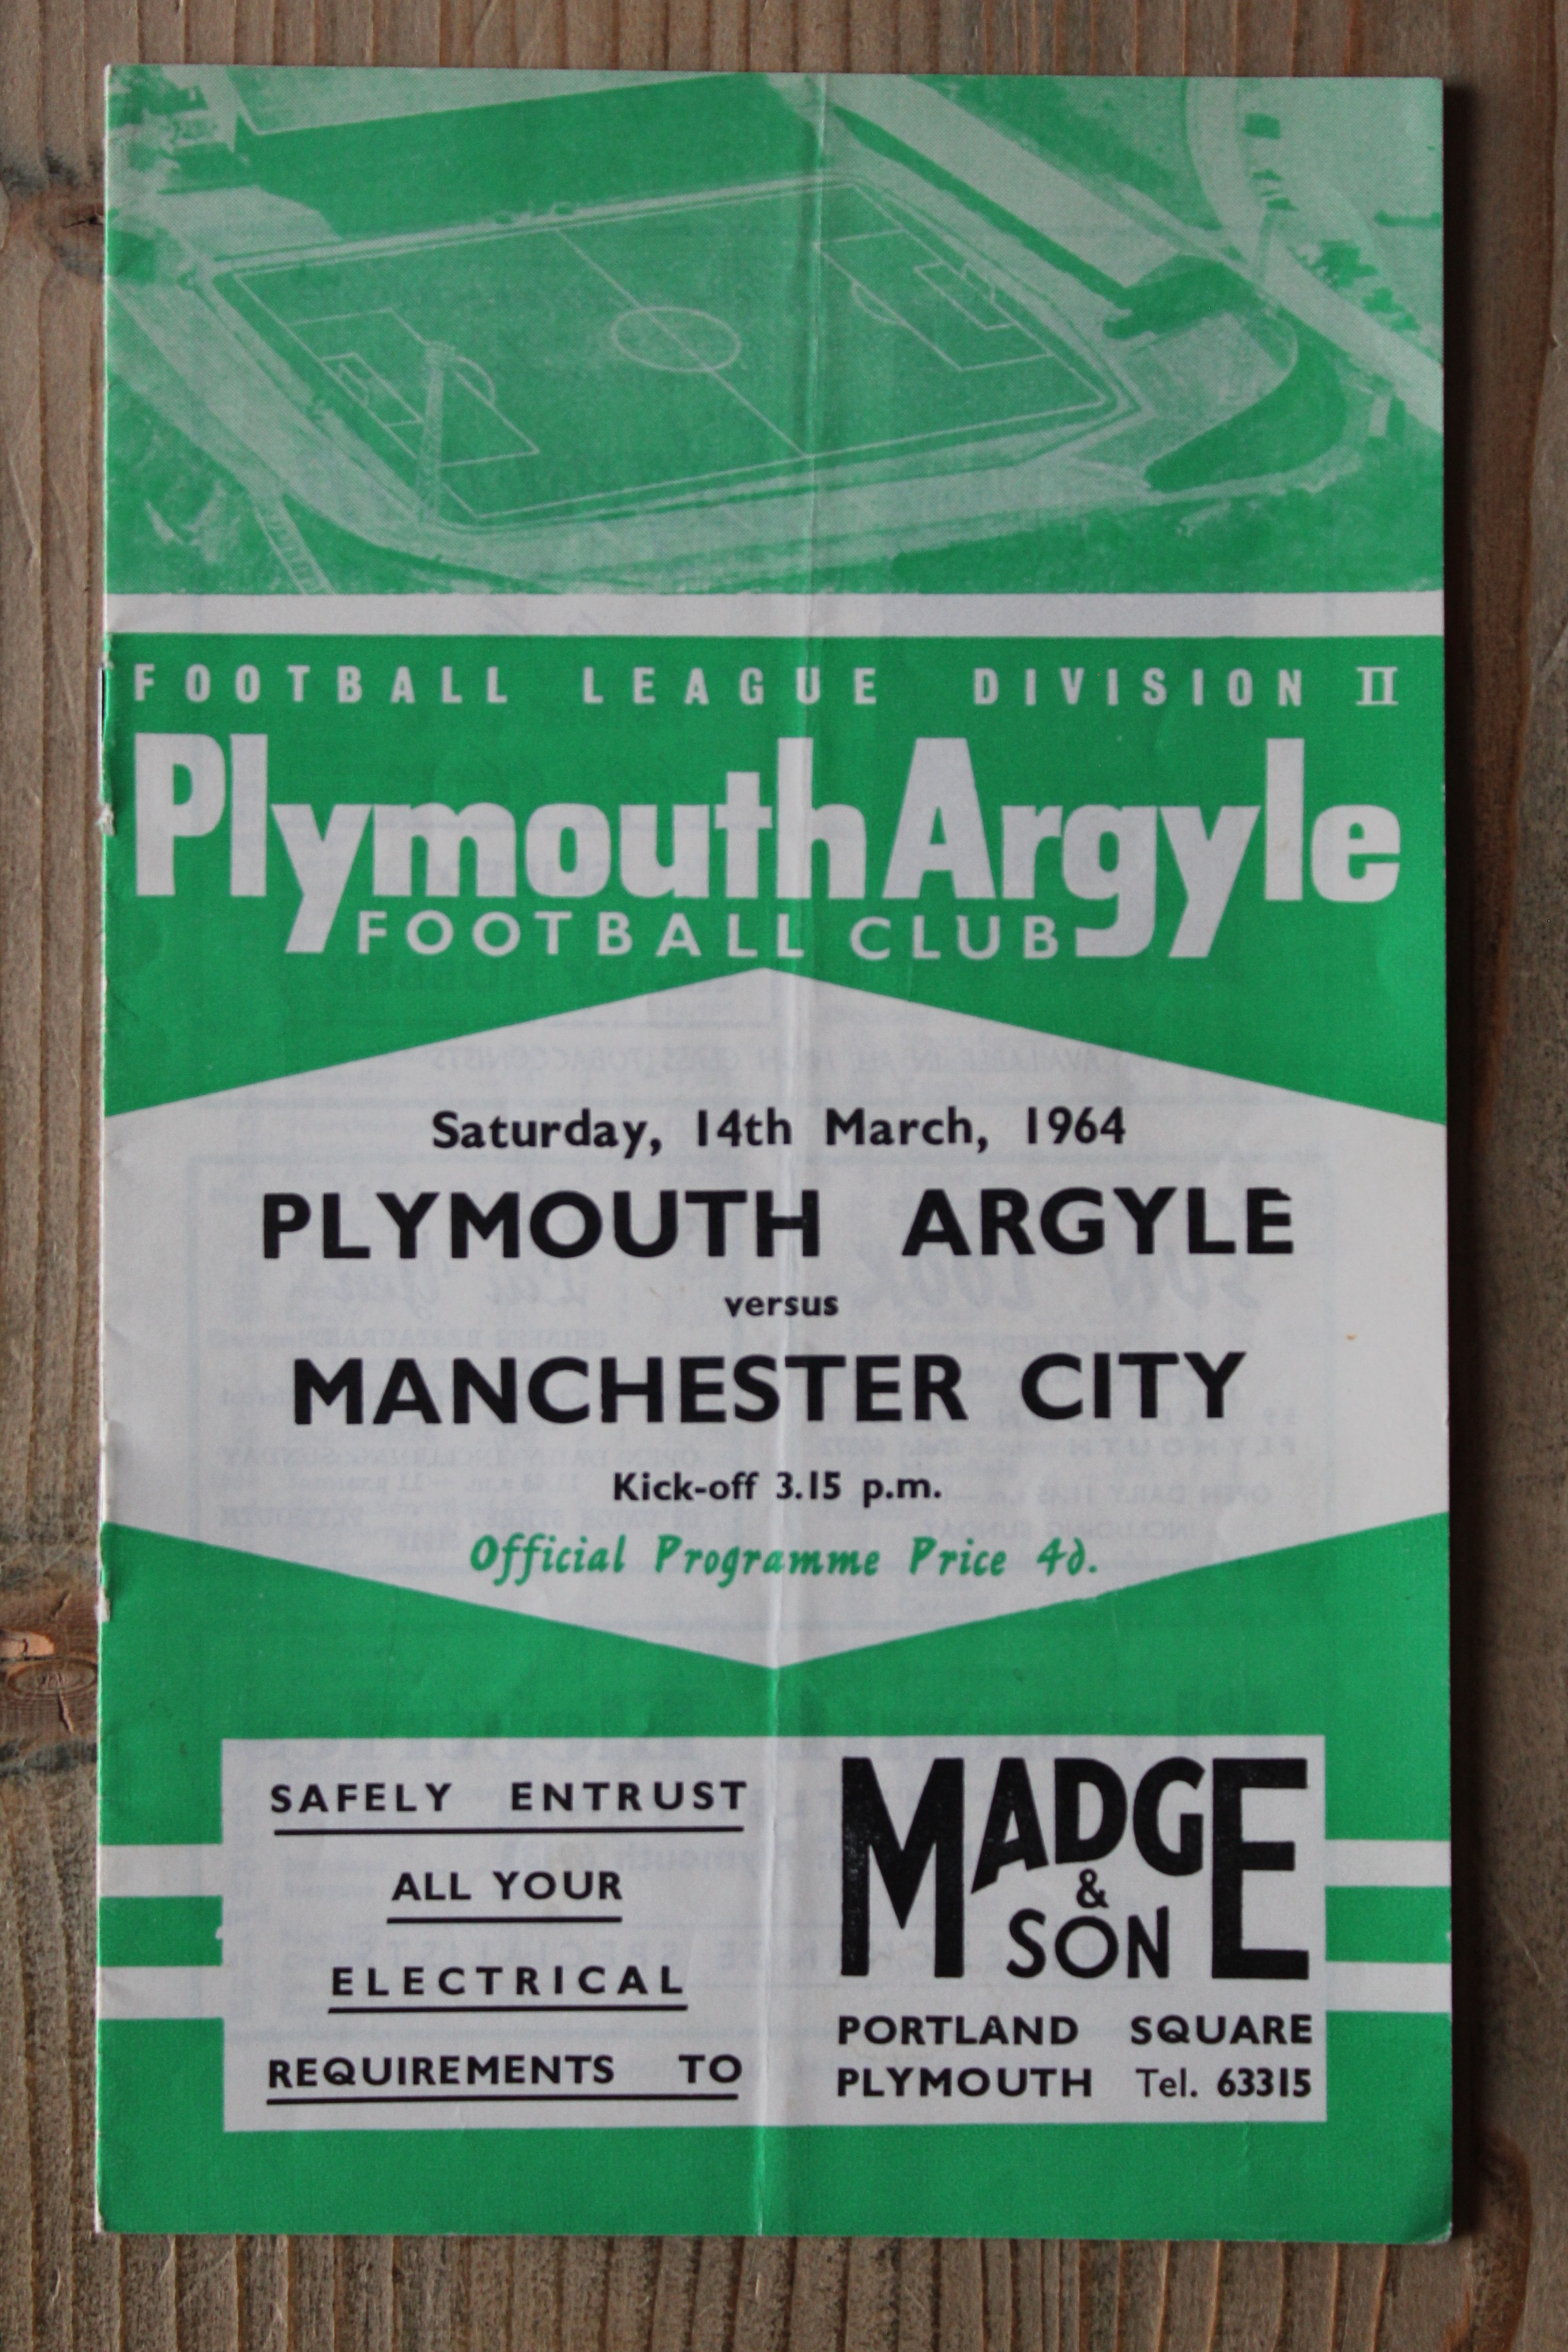 FOOTBALL LEAGUE DIVISION II
Plymouth Argyle
FOOTBALL CLUB
Saturday, 14th March, 1964
PLYMOUTH ARGYLE
versus
MANCHESTER CITY
Kick-off 3.15 p.m.
Official Programme Price 4d.
SAFELY ENTRUST
ALL YOUR
ELECTRICAL
REQUIREMENTS TO
MADGE
&
SON
PORTLAND SQUARE
PLYMOUTH Tel. 63315